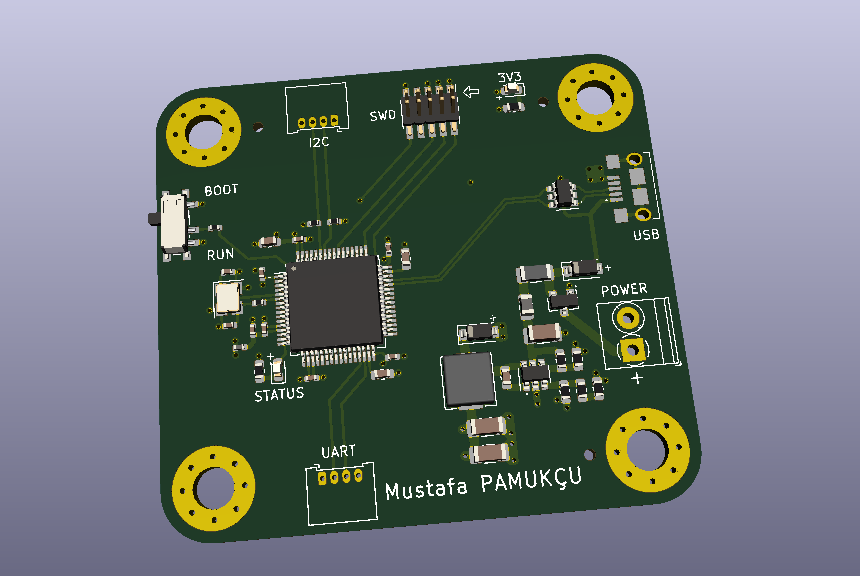 3V3
SWD
I2C
BOOT
RUN
USB
POWER
+
+
+
+
+
STATUS
UART
Mustafa PAMUKÇU